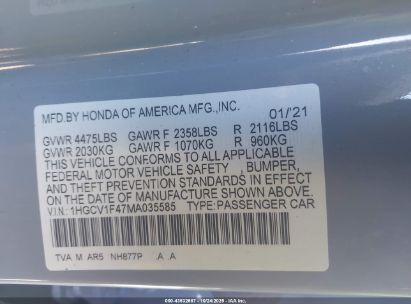 MFD.BY HONDA OF AMERICA MFG.,INC. 01/'21
GVWR 4475LBS GAWR F 2358LBS R 2116LBS
GVWR 2030KG GAWR F 1070KG R 960KG
THIS VEHICLE CONFORMS TO ALL APPLICABLE
FEDERAL MOTOR VEHICLE SAFETY , BUMPER,
AND THEFT PREVENTION STANDARDS IN EFFECT
ON THE DATE OF MANUFACTURE SHOWN ABOVE.
VIN: 1HGCV1F47MA035585 TYPE:PASSENGER CAR
TVA M AR5 NH877P .A .A